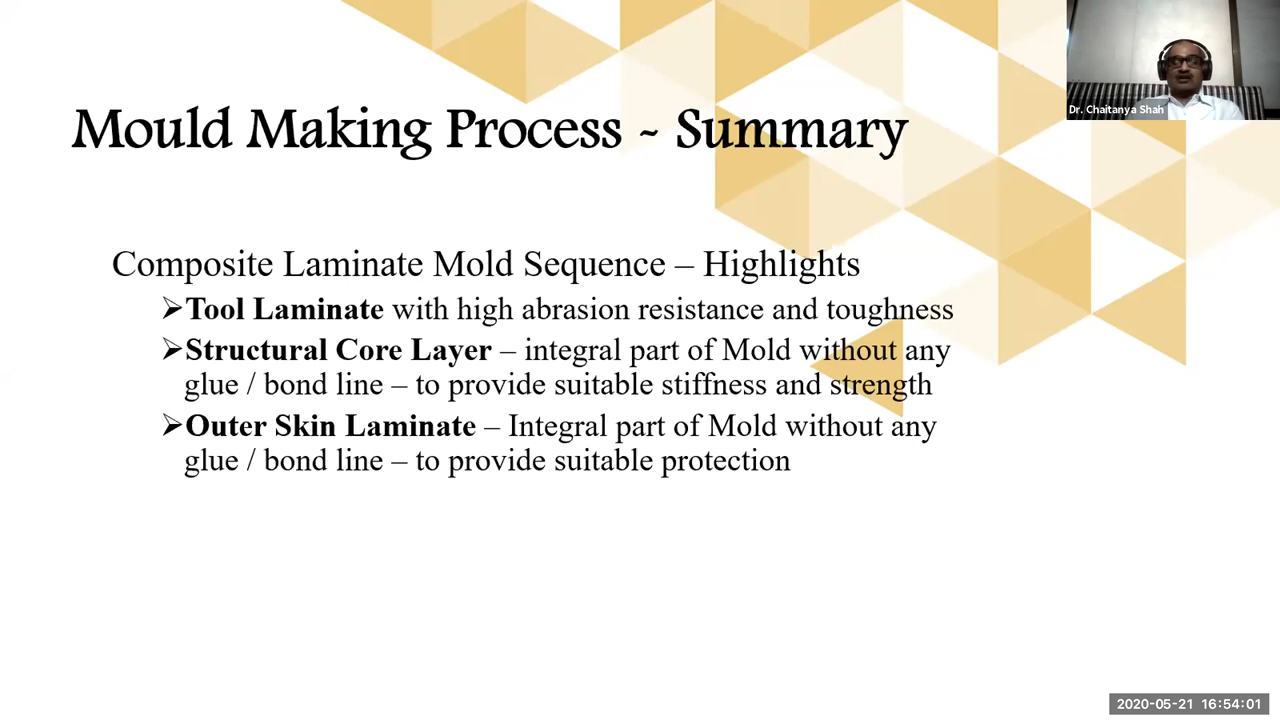 Dr. Chaitanya Shah
Mould Making Process ~ Summary
Composite Laminate Mold Sequence – Highlights
➢Tool Laminate with high abrasion resistance and toughness
➢Structural Core Layer – integral part of Mold without any
glue / bond line – to provide suitable stiffness and strength
➢Outer Skin Laminate – Integral part of Mold without any
glue / bond line – to provide suitable protection
2020-05-21 16:54:01